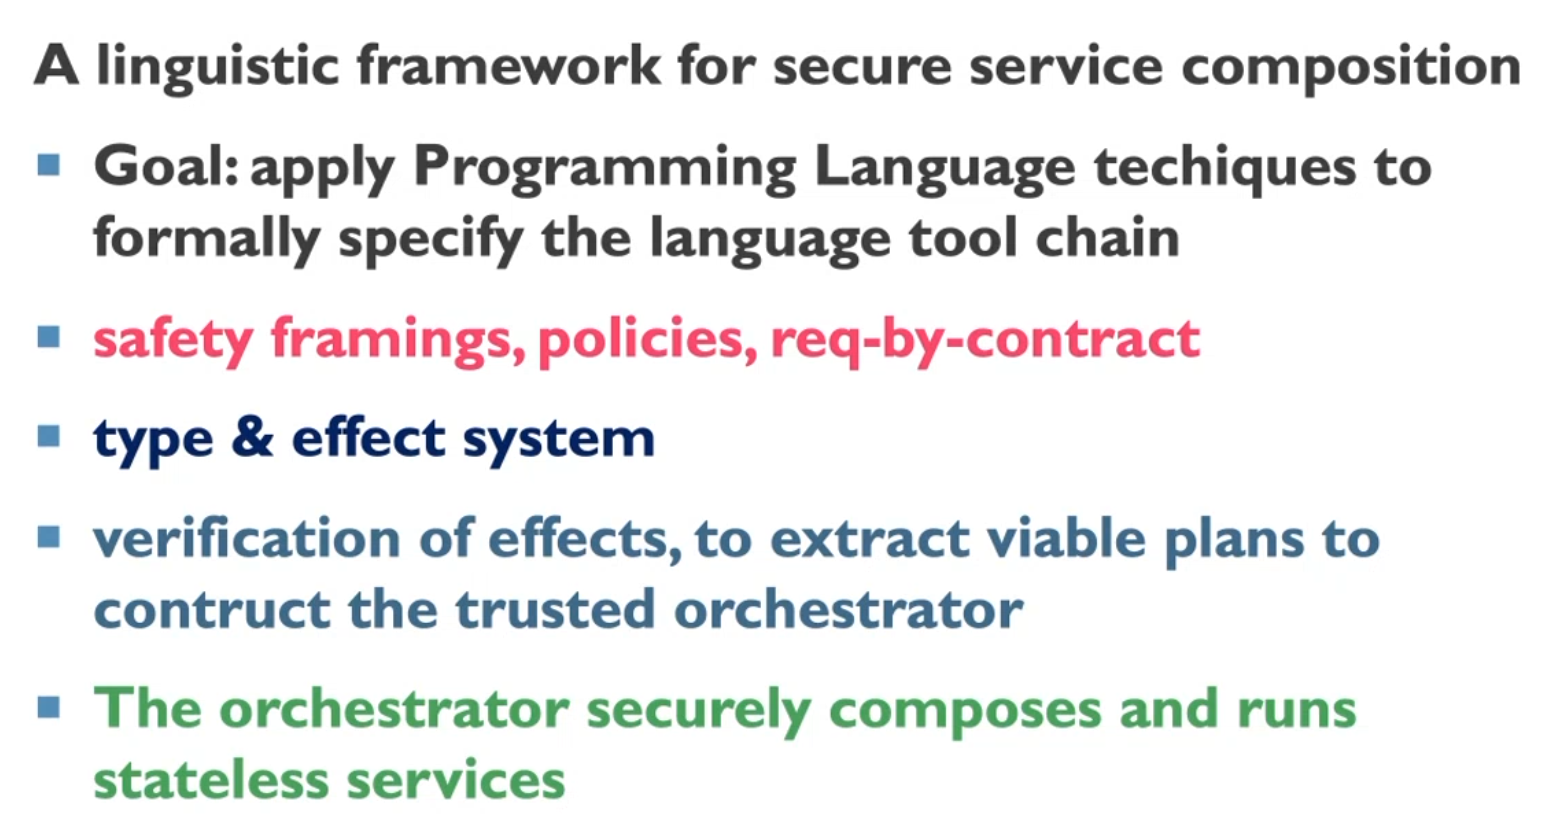 A linguistic framework for secure service composition
Goal: apply Programming Language techiques to
formally specify the language tool chain
safety framings, policies, req-by-contract
type & effect system
verification of effects, to extract viable plans to
contruct the trusted orchestrator
The orchestrator securely composes and runs
stateless services